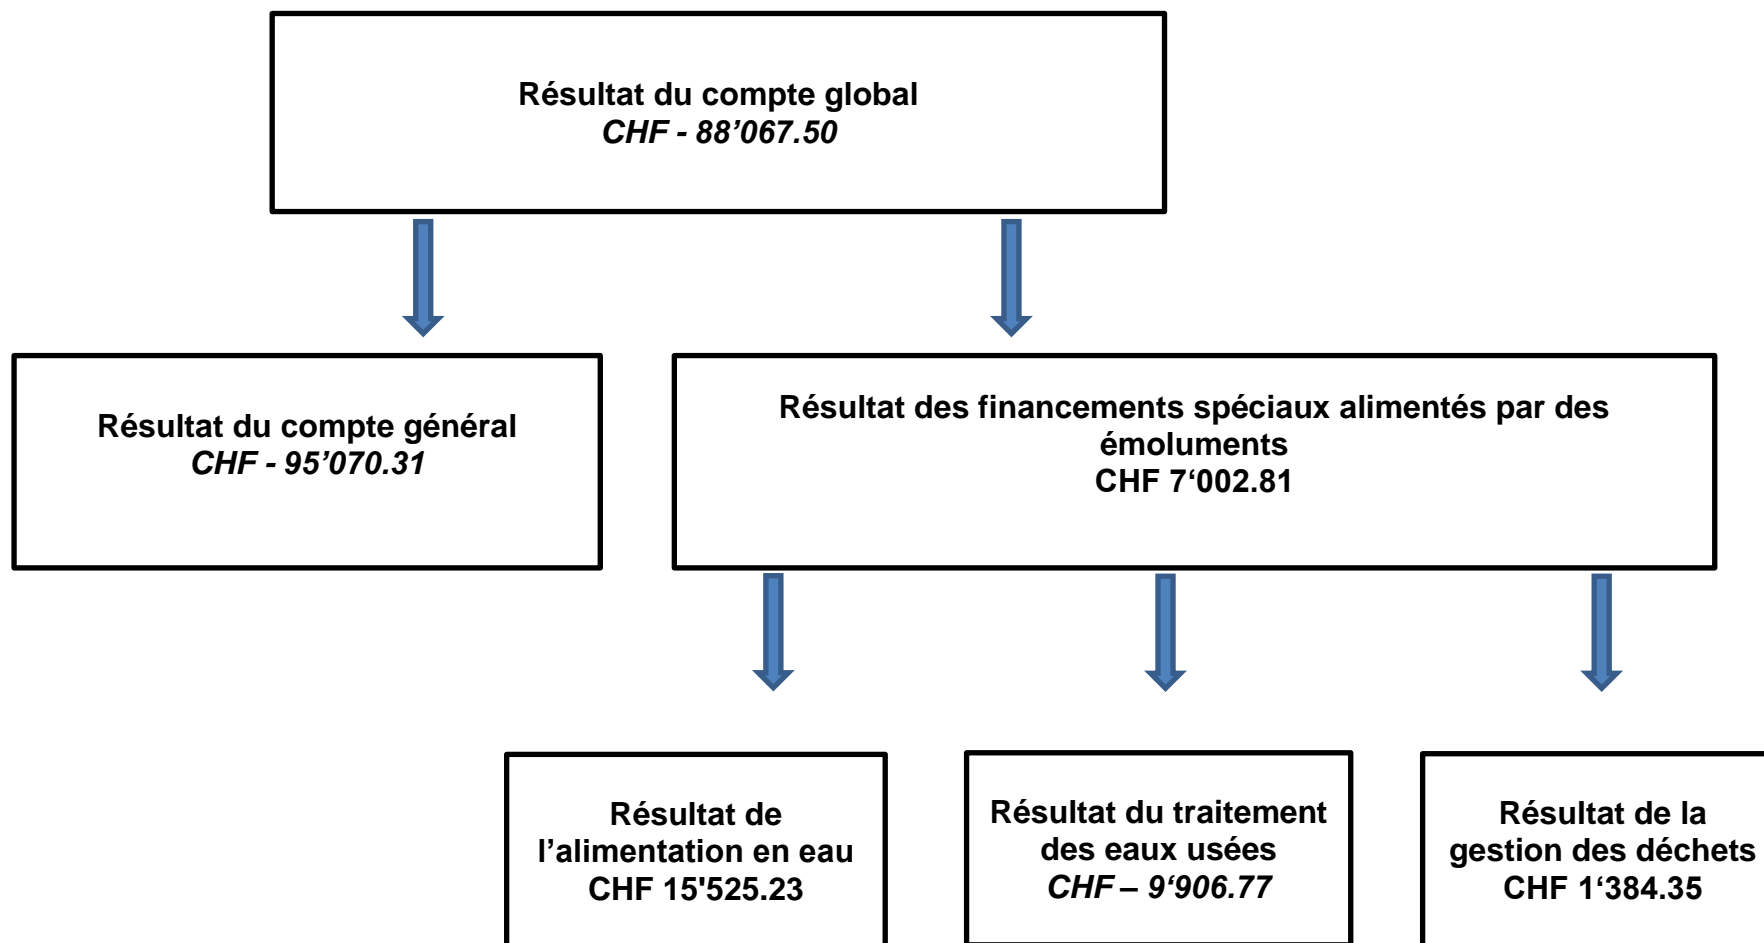 Résultat du compte global
CHF - 88’067.50
Résultat du compte général
CHF - 95’070.31
Résultat des financements spéciaux alimentés par des
émoluments
CHF 7‘002.81
Résultat de
l’alimentation en eau
CHF 15'525.23
Résultat du traitement
des eaux usées
CHF – 9‘906.77
Résultat de la
gestion des déchets
CHF 1‘384.35